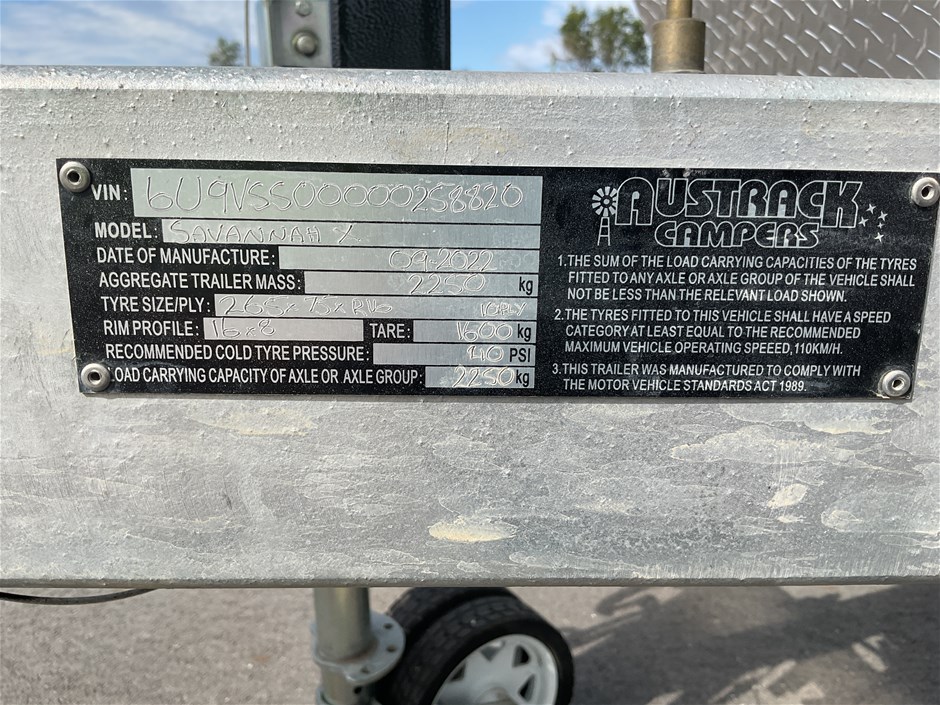 VIN: 6U9VSS00000258820
MODEL: SAVANNAH X
DATE OF MANUFACTURE: 09-2022
AGGREGATE TRAILER MASS: 2250 kg
TYRE SIZE/PLY: 265x75xR16 10PLY
RIM PROFILE: 16x8 TARE: 1600 kg
RECOMMENDED COLD TYRE PRESSURE: 40 PSI
LOAD CARRYING CAPACITY OF AXLE OR AXLE GROUP: 2250 kg
AUSTRACK
CAMPERS
1. THE SUM OF THE LOAD CARRYING CAPACITIES OF THE TYRES
FITTED TO ANY AXLE OR AXLE GROUP OF THE VEHICLE SHALL
NOT BE LESS THAN THE RELEVANT LOAD SHOWN.
2. THE TYRES FITTED TO THIS VEHICLE SHALL HAVE A SPEED
CATEGORY AT LEAST EQUAL TO THE RECOMMENDED
MAXIMUM VEHICLE OPERATING SPEED, 110KM/H.
3. THIS TRAILER WAS MANUFACTURED TO COMPLY WITH
THE MOTOR VEHICLE STANDARDS ACT 1989.